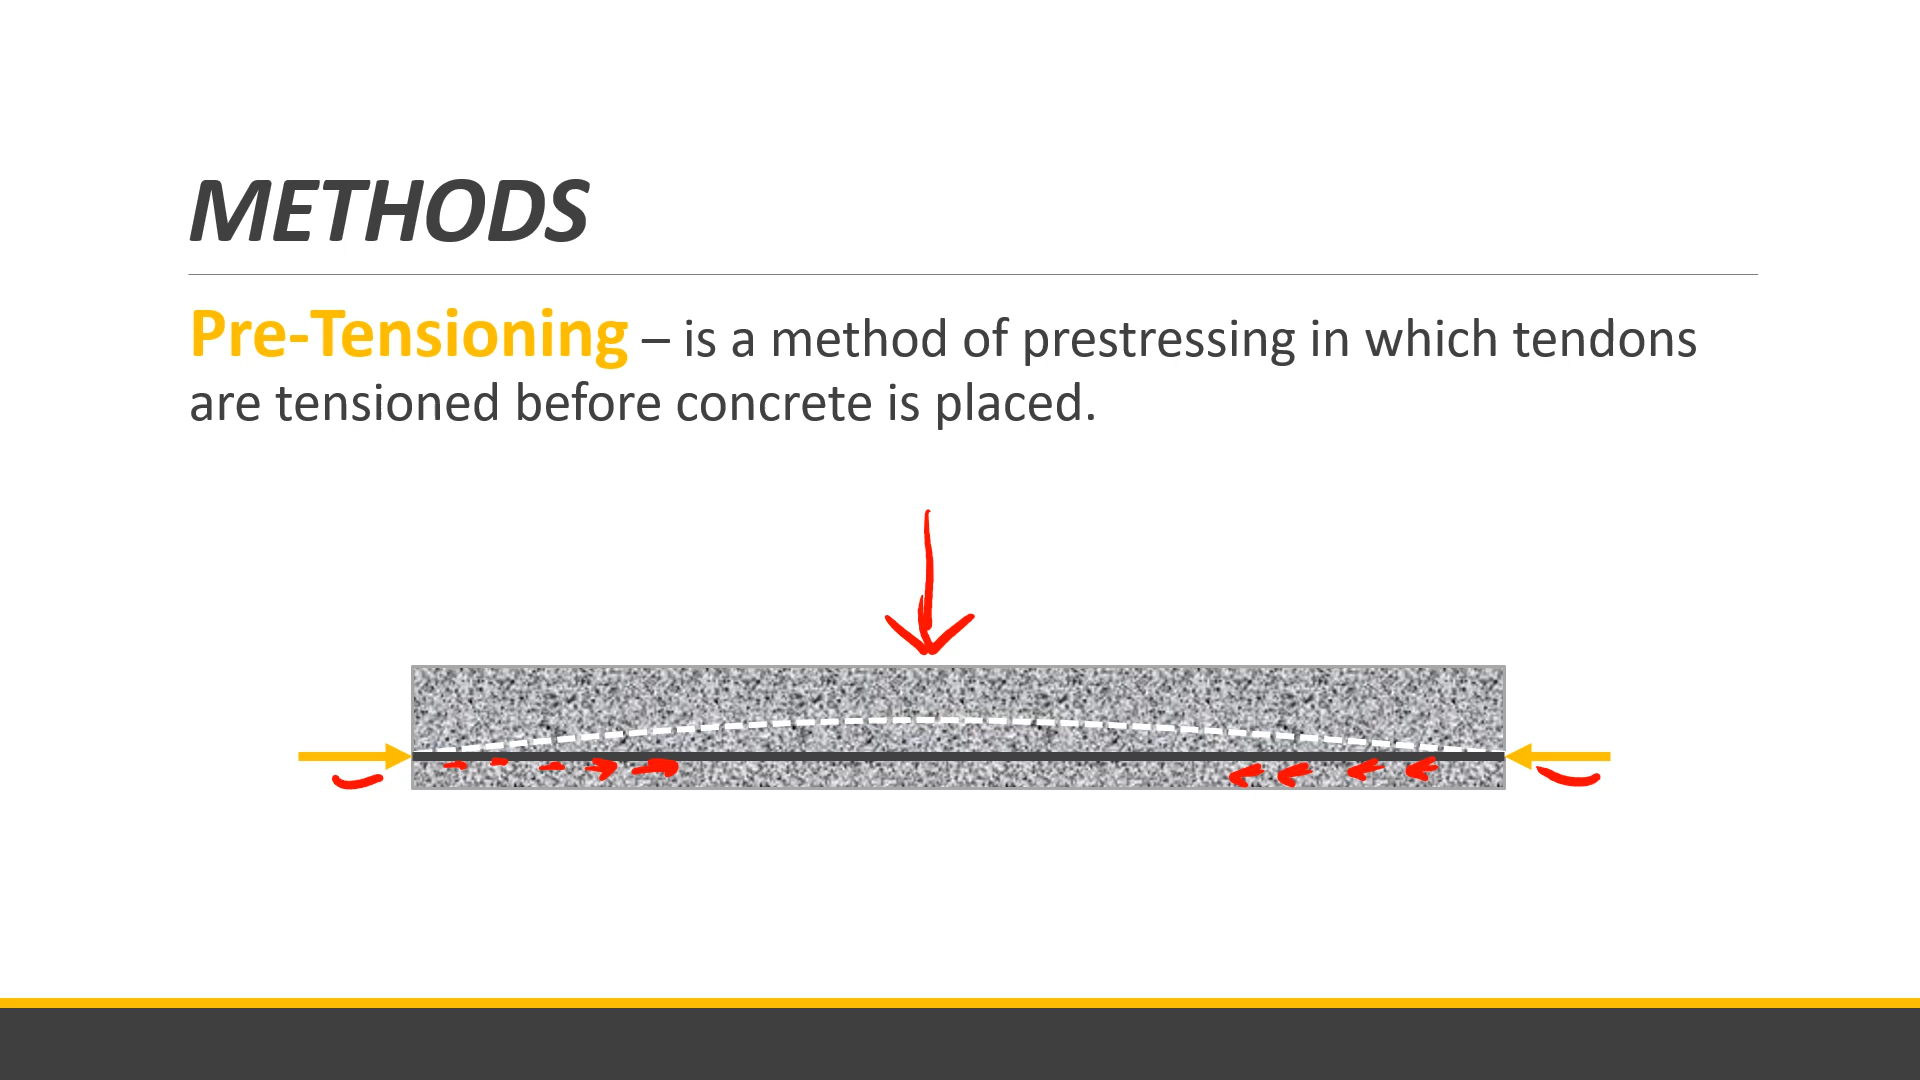 METHODS
Pre-Tensioning – is a method of prestressing in which tendons
are tensioned before concrete is placed.